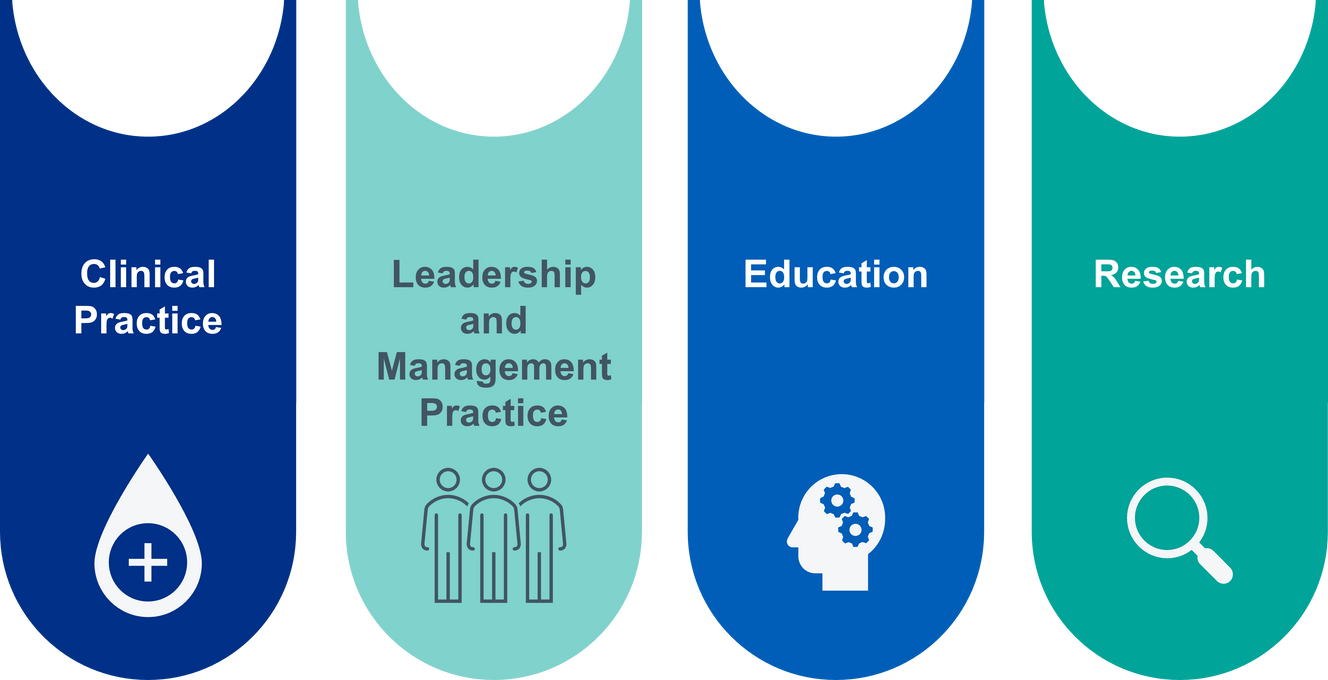 Clinical
Practice
Leadership
and
Management
Practice
Education
Research